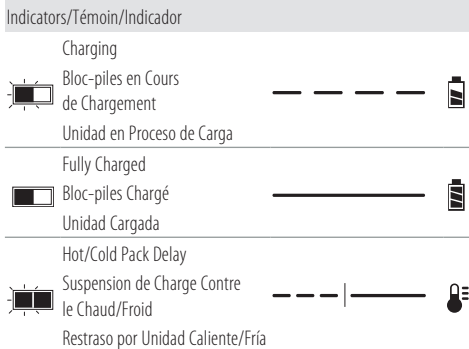 Indicators/Témoin/Indicador
Charging
Bloc-piles en Cours
de Chargement
Unidad en Proceso de Carga
Fully Charged
Bloc-piles Chargé
Unidad Cargada
Hot/Cold Pack Delay
Suspension de Charge Contre
le Chaud/Froid
Restraso por Unidad Caliente/Fría